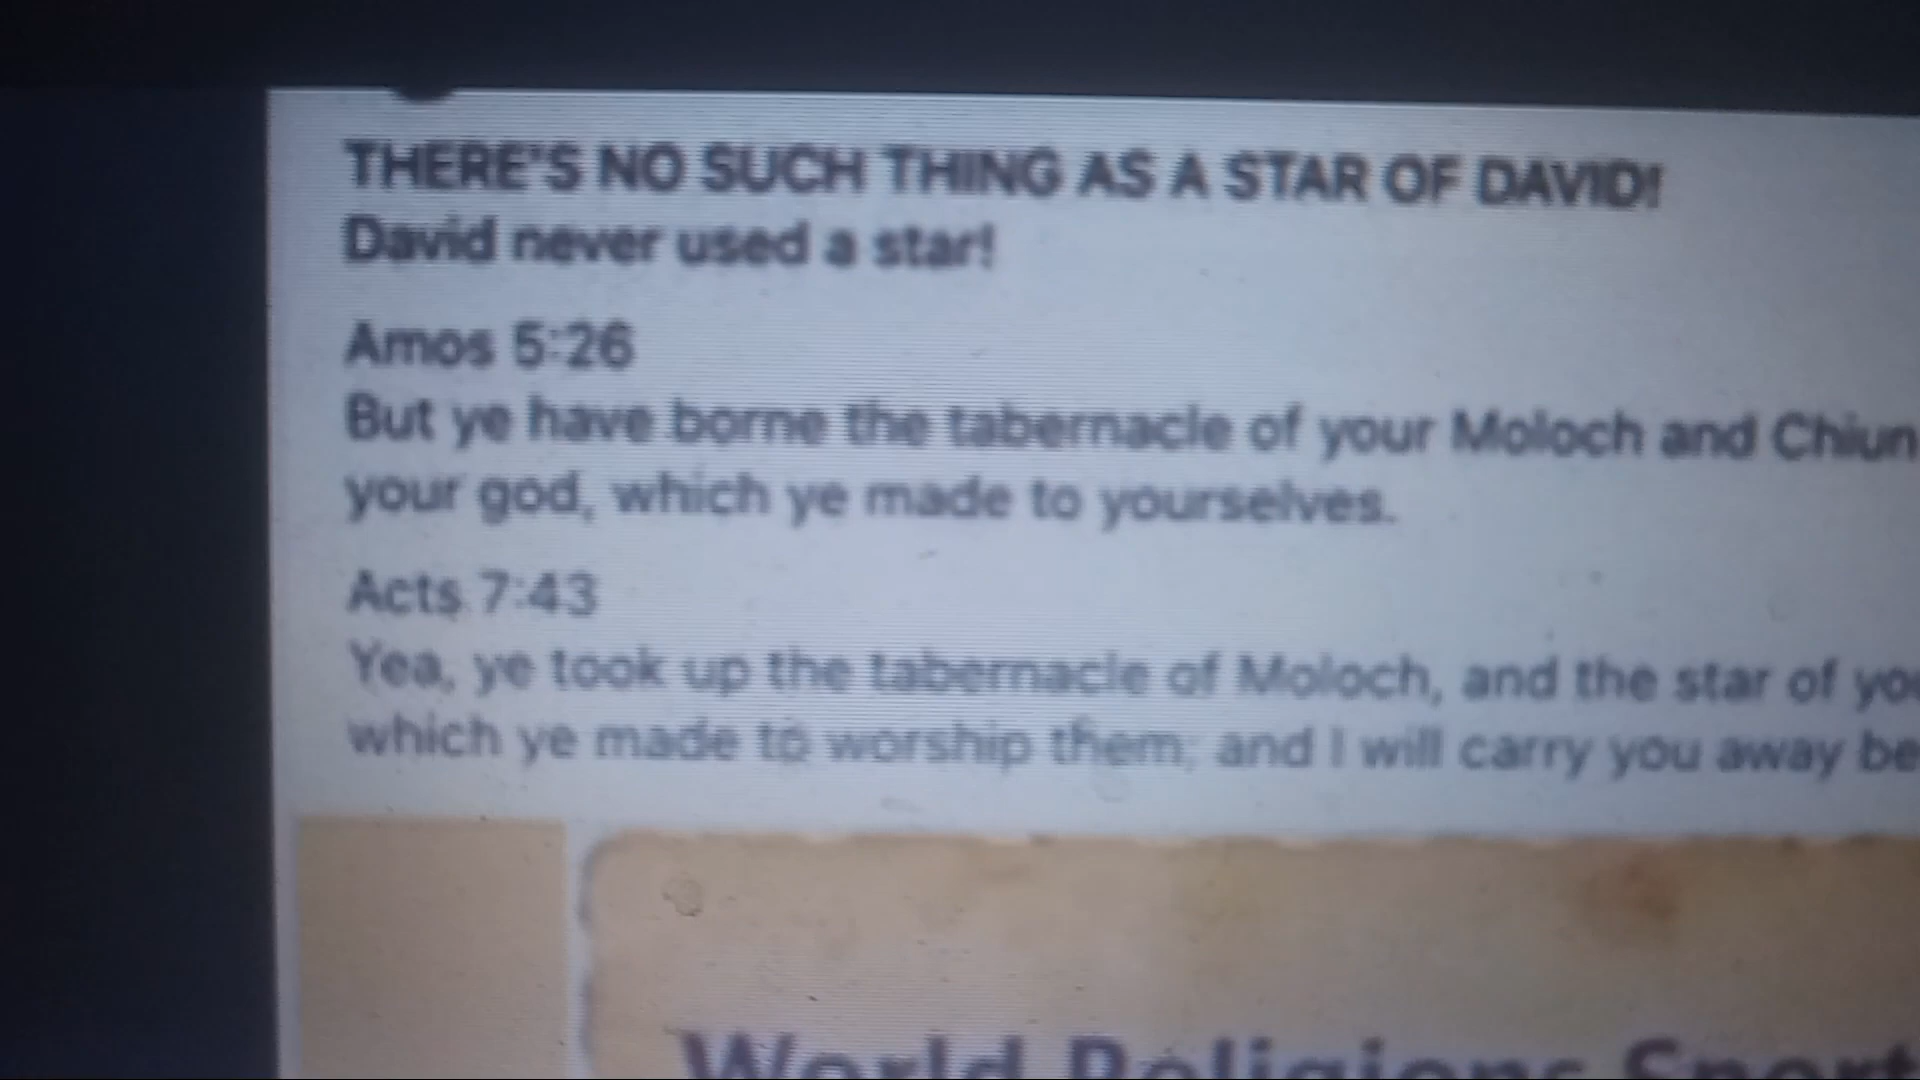 THERE'S NO SUCH THING AS A STAR OF DAVID!
David never used a star!
Amos 5:26
But ye have borne the tabernacle of your Moloch and Chiun
your god, which ye made to yourselves.
Acts 7:43
Yea, ye took up the tabernacle of Moloch, and the star of
which ye made to worship them; and I will carry you away
World Religions